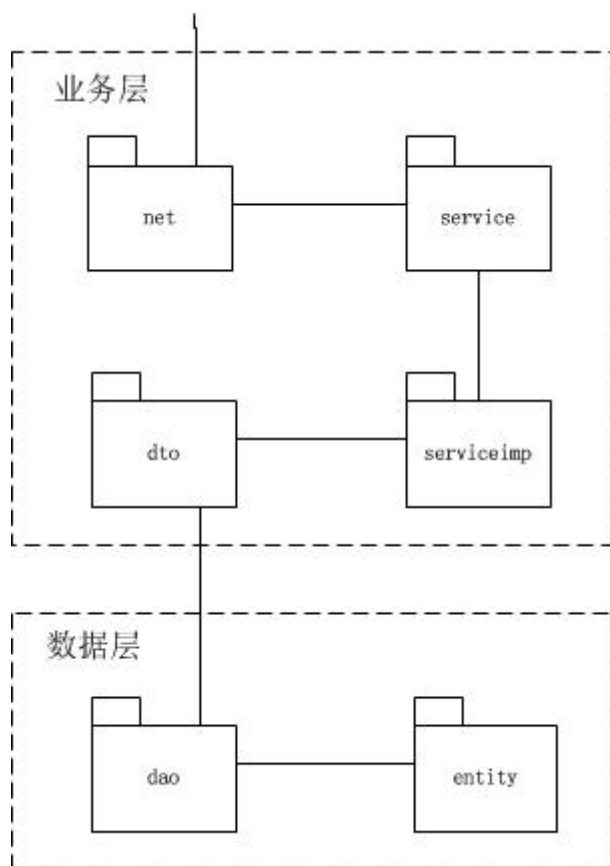 业务层
net
service
dto
serviceimp
数据层
dao
entity